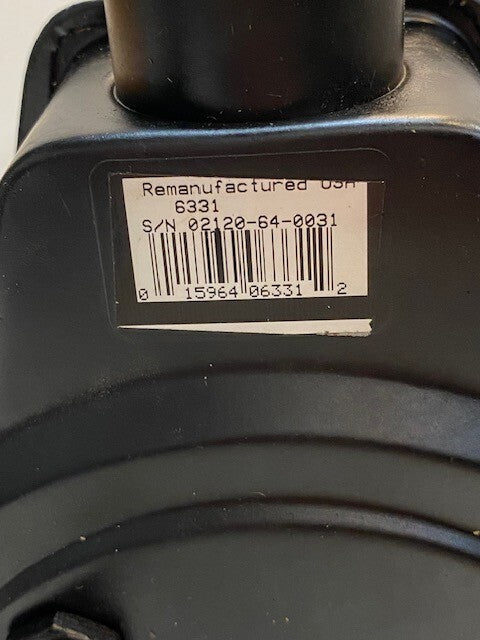 Remanufactured USA
6331
S/N 02120-64-0031
0 15964 06331 2